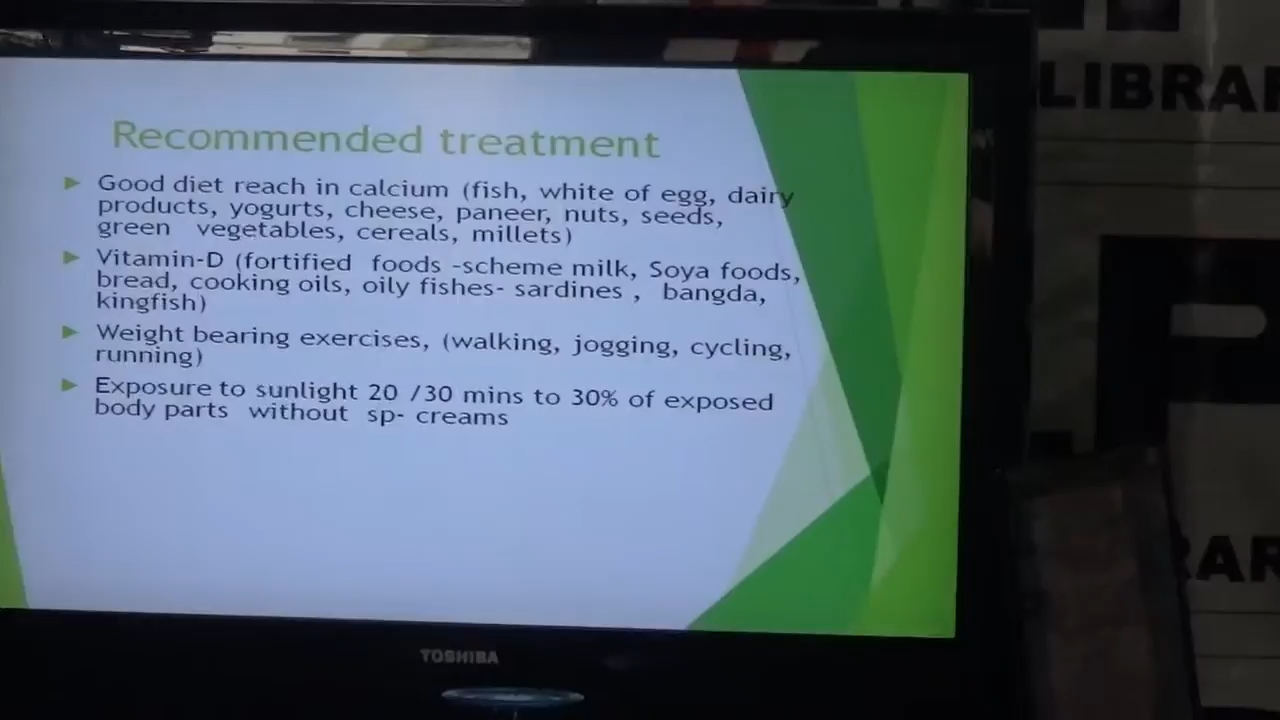 LIBRAR
Recommended treatment
Good diet reach in calcium (fish, white of egg, dairy
products, yogurts, cheese, paneer, nuts, seeds,
green vegetables, cereals, millets)
Vitamin-D (fortified foods -scheme milk, Soya foods,
bread, cooking oils, oily fishes- sardines , bangda,
kingfish)
Weight bearing exercises, (walking, jogging, cycling,
running)
Exposure to sunlight 20 /30 mins to 30% of exposed
body parts without sp- creams
RAR
TOSHIBA